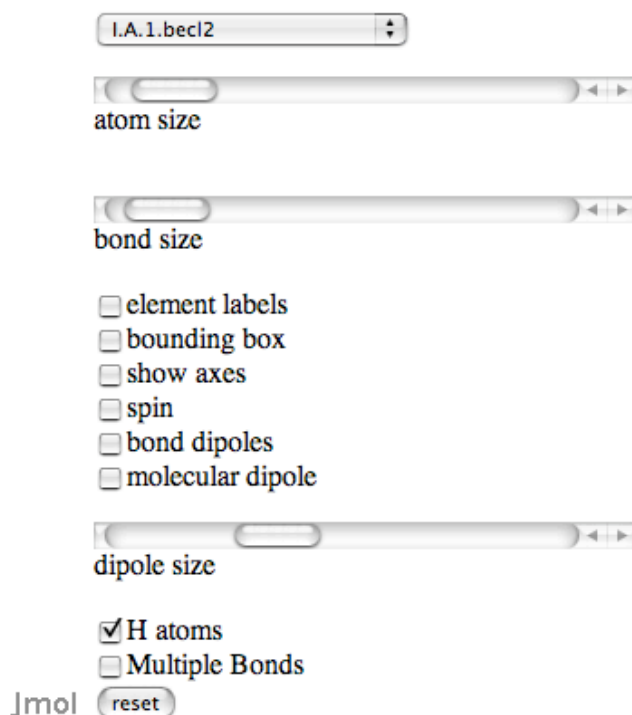 I.A.1.becl2
atom size
bond size
element labels
bounding box
show axes
spin
bond dipoles
molecular dipole
dipole size
H atoms
Multiple Bonds
Jmol reset